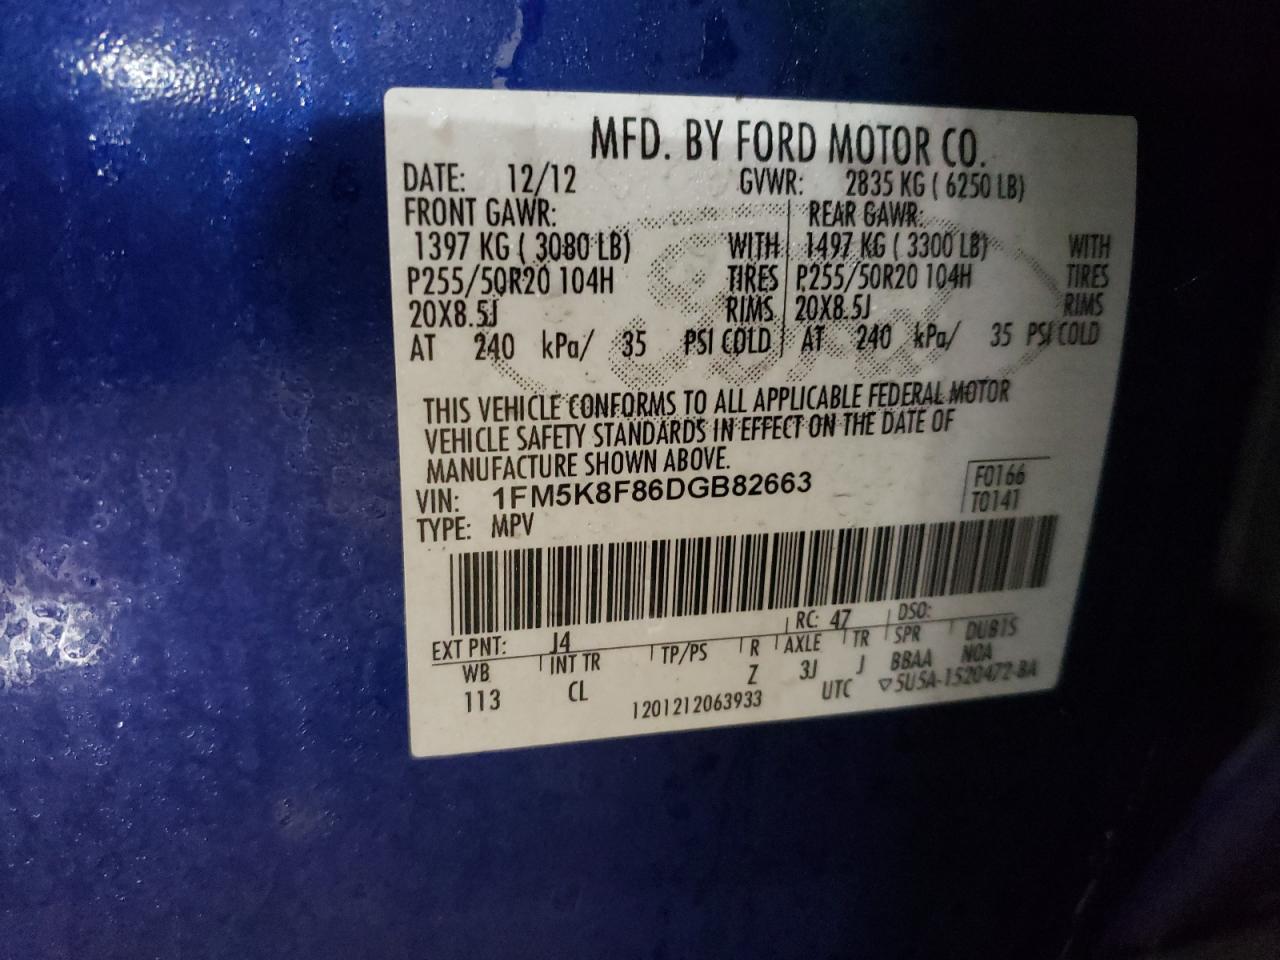 MFD. BY FORD MOTOR CO.
DATE: 12/12 GVWR: 2835 KG ( 6250 LB)
FRONT GAWR: REAR GAWR:
1397 KG ( 3080 LB) WITH 1497 KG ( 3300 LB) WITH
P255/50R20 104H TIRES P255/50R20 104H TIRES
20X8.5J RIMS 20X8.5J RIMS
AT 240 kPa/ 35 PSI COLD AT 240 kPa/ 35 PSI COLD
THIS VEHICLE CONFORMS TO ALL APPLICABLE FEDERAL MOTOR
VEHICLE SAFETY STANDARDS IN EFFECT ON THE DATE OF
MANUFACTURE SHOWN ABOVE.
VIN: 1FM5K8F86DGB82663 F0166
TYPE: MPV T0141
EXT PNT: J4 RC: 47 DSO:
WB INT TR TP/PS R AXLE TR SPR DUBIS
113 CL Z 3J J BBAA NOA
1201212063933 UTC ▽5U5A-1520472-BA